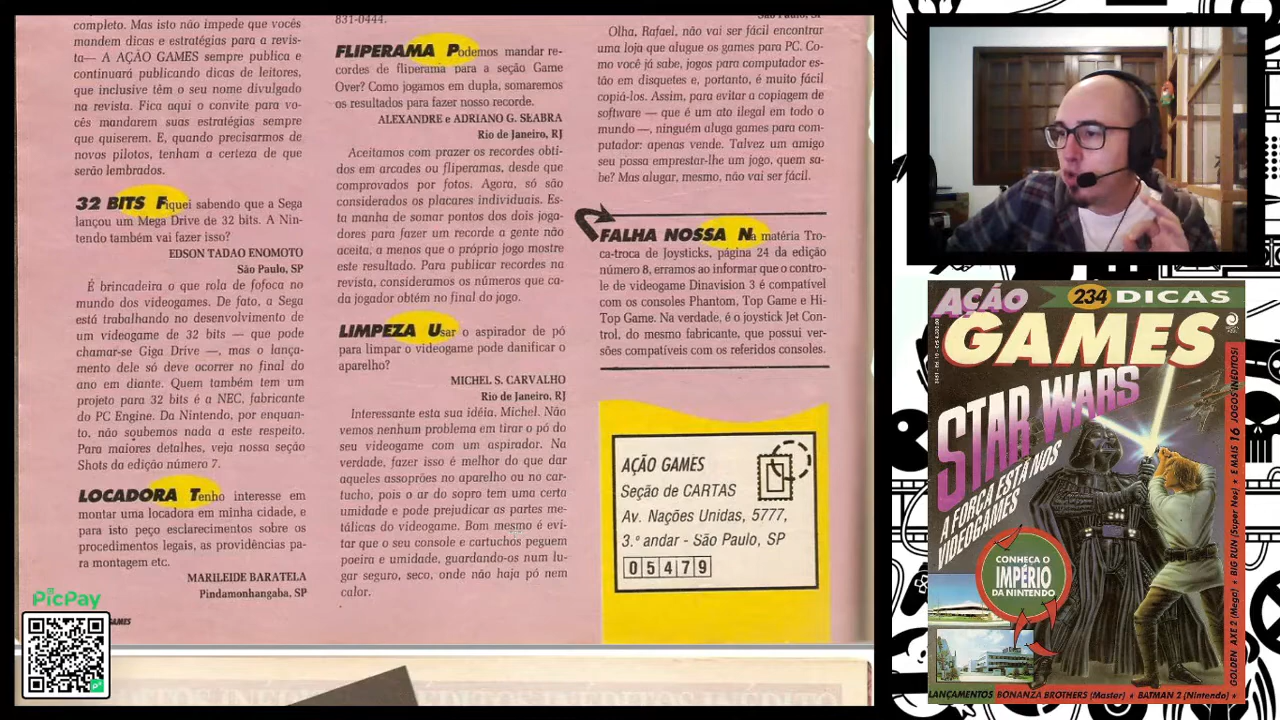 completo. Mas isto não impede que vocês
mandem dicas e estratégias para a revis-
ta— A AÇÃO GAMES sempre publica e
continuará publicando dicas de leitores,
que inclusive têm o seu nome divulgado
na revista. Fica aqui o convite para vo-
cês mandarem suas estratégias sempre
que quiserem. E, quando precisarmos de
novos pilotos, tenham a certeza de que
serão lembrados.
32 BITS Fiquei sabendo que a Sega
lançou um Mega Drive de 32 bits. A Nin-
tendo também vai fazer isso?
EDSON TADAO ENOMOTO
São Paulo, SP
É brincadeira o que rola de fofoca no
mundo dos videogames. De fato, a Sega
está trabalhando no desenvolvimento de
um videogame de 32 bits — que pode
chamar-se Giga Drive —, mas o lança-
mento dele só deve ocorrer no final do
ano em diante. Quem também tem um
projeto para 32 bits é a NEC, fabricante
do PC Engine. Da Nintendo, por enquan-
to, não soubemos nada a este respeito.
Para maiores detalhes, veja nossa seção
Shots da edição número 7.
LOCADORA Tenho interesse em
montar uma locadora em minha cidade, e
para isto peço esclarecimentos sobre os
procedimentos legais, as providências pa-
ra montagem etc.
MARILEIDE BARATELA
Pindamonhangaba, SP
GAMES
831-0444.
FLIPERAMA Podemos mandar re-
cordes de fliperama para a seção Game
Over? Como jogamos em dupla, somaremos
os resultados para fazer nosso recorde.
ALEXANDRE e ADRIANO G. SEABRA
Rio de Janeiro, RJ
Aceitamos com prazer os recordes obti-
dos em arcades ou fliperamas, desde que
comprovados por fotos. Agora, só são
considerados os placares individuais. Es-
ta manha de somar pontos dos dois joga-
dores para fazer um recorde a gente não
aceita, a menos que o próprio jogo mostre
este resultado. Para publicar recordes na
revista, consideramos os números que ca-
da jogador obtém no final do jogo.
LIMPEZA Usar o aspirador de pó
para limpar o videogame pode danificar o
aparelho?
MICHEL S. CARVALHO
Rio de Janeiro, RJ
Interessante esta sua idéia, Michel. Não
vemos nenhum problema em tirar o pó do
seu videogame com um aspirador. Na
verdade, fazer isso é melhor do que dar
aqueles assoprões no aparelho ou no car-
tucho, pois o ar do sopro tem uma certa
umidade e pode prejudicar as partes me-
tálicas do videogame. Bom mesmo é evi-
tar que o seu console e cartuchos peguem
poeira e umidade, guardando-os num lu-
gar seguro, seco, onde não haja pó nem
calor.
São Paulo, SP
Olha, Rafael, não vai ser fácil encontrar
uma loja que alugue os games para PC. Co-
mo você já sabe, jogos para computador es-
tão em disquetes e, portanto, é muito fácil
copiá-los. Assim, para evitar a copiagem de
software — que é um ato ilegal em todo o
mundo —, ninguém aluga games para com-
putador: apenas vende. Talvez um amigo
seu possa emprestar-lhe um jogo, quem sa-
be? Mas alugar, mesmo, não vai ser fácil.
FALHA NOSSA Na matéria Tro-
ca-troca de Joysticks, página 24 da edição
número 8, erramos ao informar que o contro-
le de videogame Dinavision 3 é compatível
com os consoles Phantom, Top Game e Hi-
Top Game. Na verdade, é o joystick Jet Con-
trol, do mesmo fabricante, que possui ver-
sões compatíveis com os referidos consoles.
AÇÃO GAMES
Seção de CARTAS
Av. Nações Unidas, 5777,
3.º andar - São Paulo, SP
05479
PicPay
AÇÃO 234 DICAS
GAMES
STAR WARS
A FORÇA ESTÁ NOS
VIDEOGAMES
CONHEÇA O
IMPÉRIO
DA NINTENDO
GOLDEN AXE 2 (Mega) ★ BIG RUN (Super Nes) ★ E MAIS 16 JOGOS INÉDITOS!
LANÇAMENTOS BONANZA BROTHERS (Master) ★ BATMAN 2 (Nintendo) ★